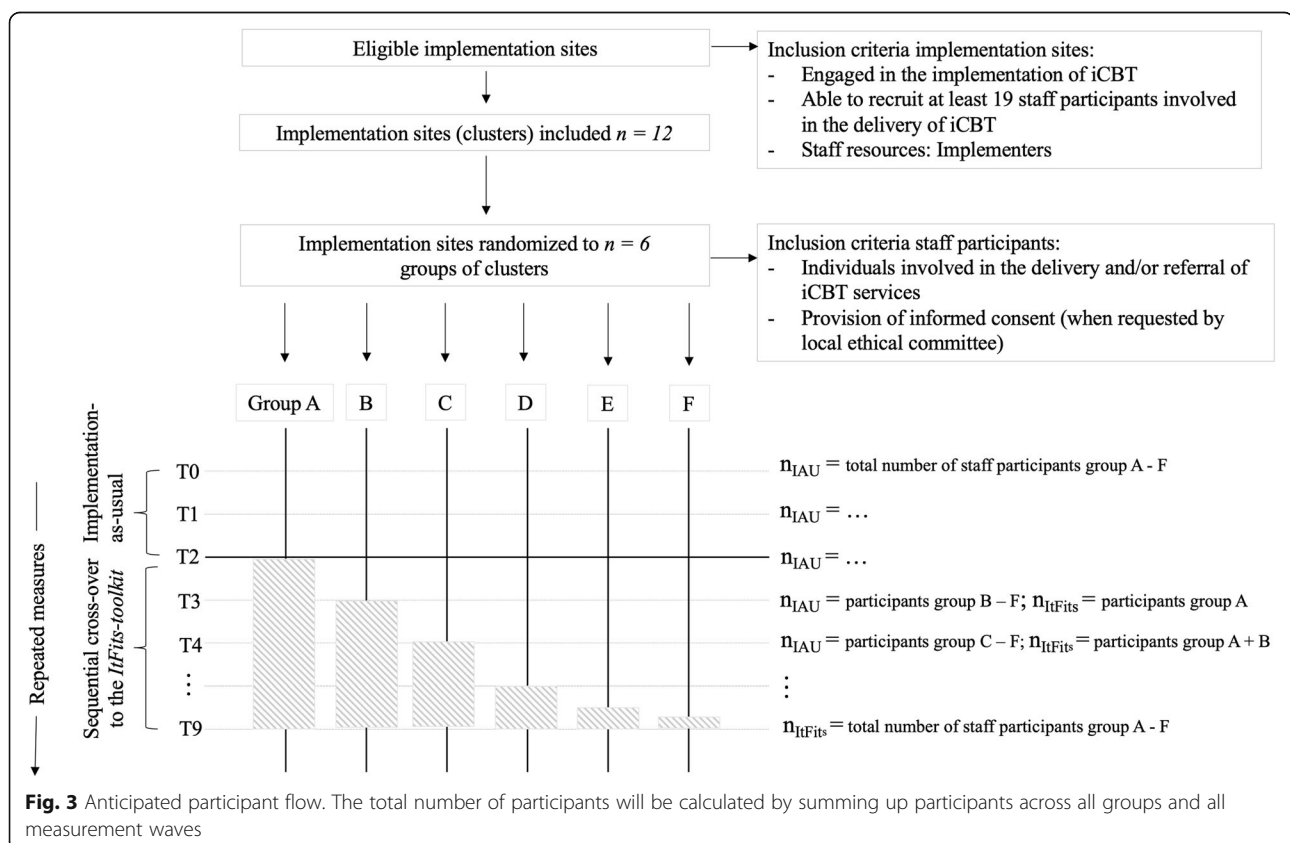 Eligible implementation sites
Inclusion criteria implementation sites:
- Engaged in the implementation of iCBT
- Able to recruit at least 19 staff participants involved
in the delivery of iCBT
- Staff resources: Implementers
Implementation sites (clusters) included n = 12
Implementation sites randomized to n = 6
groups of clusters
Inclusion criteria staff participants:
- Individuals involved in the delivery and/or referral of
iCBT services
- Provision of informed consent (when requested by
local ethical committee)
Group A B C D E F
Repeated measures
Implementation-
as-usual
Sequential cross-over
to the ItFits-toolkit
T0 nIAU = total number of staff participants group A - F
T1 nIAU = …
T2 nIAU = …
T3 nIAU = participants group B – F; nItFits = participants group A
T4 nIAU = participants group C – F; nItFits = participants group A + B
⋮ ⋮
T9 nItFits = total number of staff participants group A - F
Fig. 3 Anticipated participant flow. The total number of participants will be calculated by summing up participants across all groups and all
measurement waves